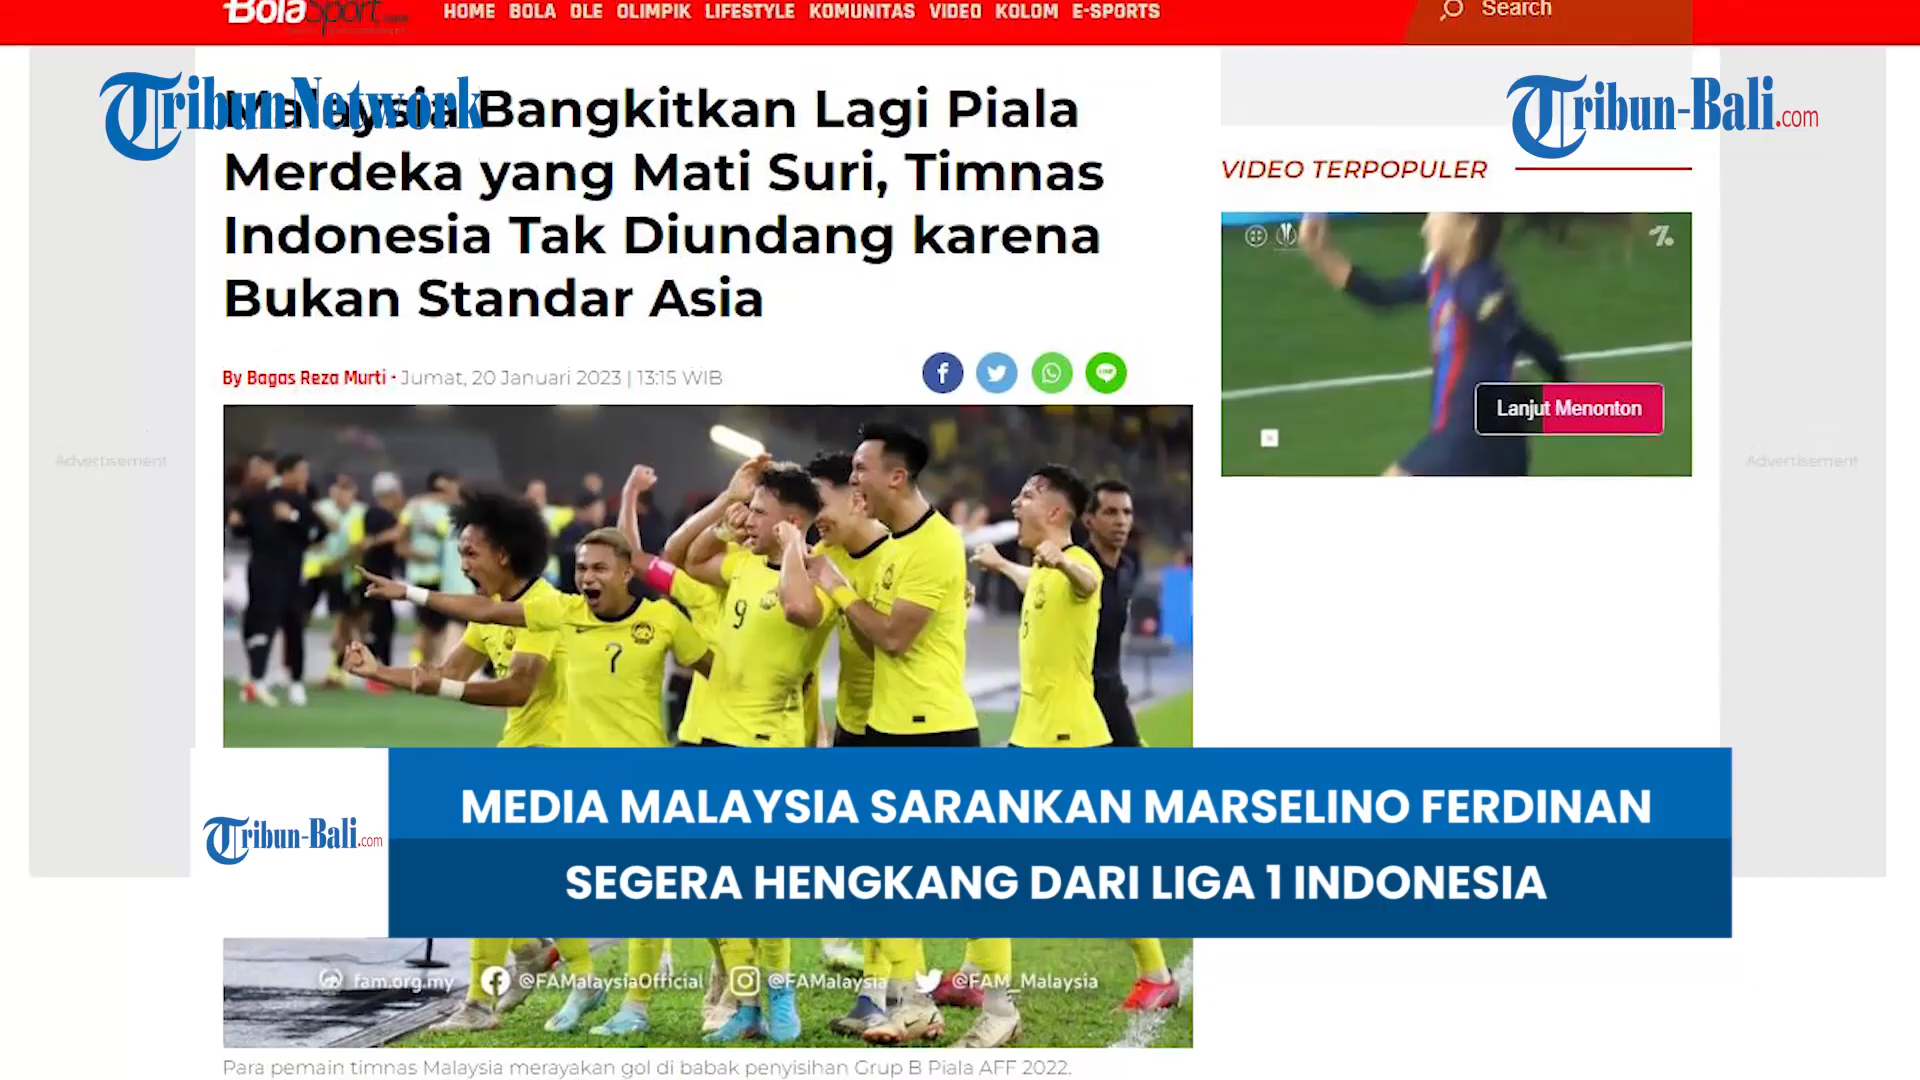 BolaSport
HOME BOLA OLE OLIMPIK LIFESTYLE KOMUNITAS VIDEO KOLOM E-SPORTS
Search
TribunNetwork
Tribun-Bali.com
Malaysia Bangkitkan Lagi Piala
Merdeka yang Mati Suri, Timnas
Indonesia Tak Diundang karena
Bukan Standar Asia
By Bagas Reza Murti - Jumat, 20 Januari 2023 | 13:15 WIB
VIDEO TERPOPULER
Lanjut Menonton
Advertisement
Advertisement
9
7
Tribun-Bali.com
MEDIA MALAYSIA SARANKAN MARSELINO FERDINAN
SEGERA HENGKANG DARI LIGA 1 INDONESIA
fam.org.my @FAMalaysiaOfficial @FAMalaysia @FAM_Malaysia
Para pemain timnas Malaysia merayakan gol di babak penyisihan Grup B Piala AFF 2022.